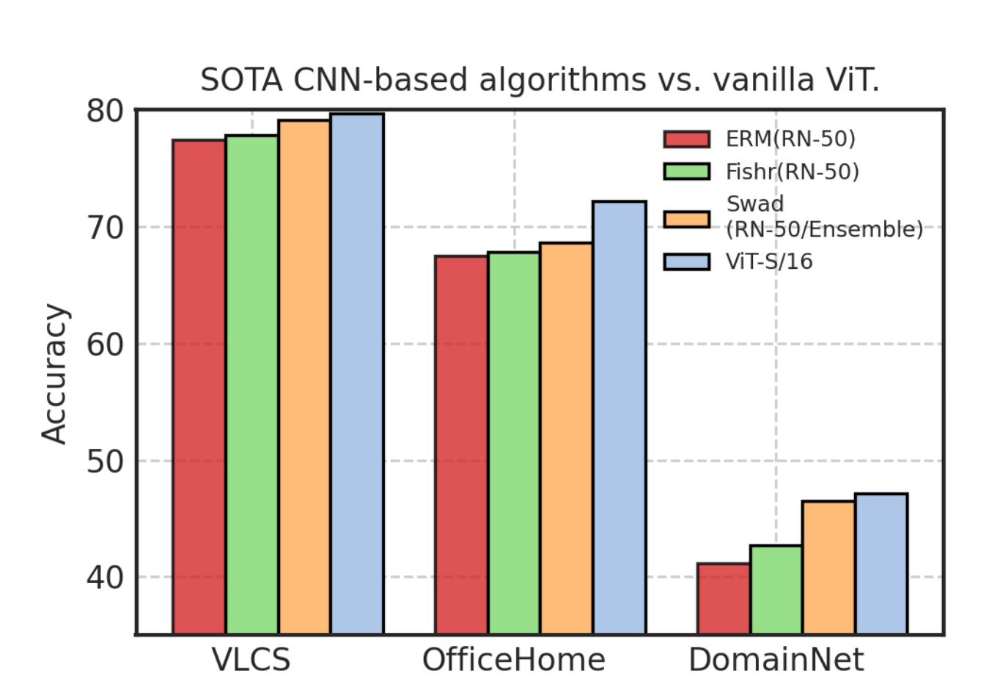 SOTA CNN-based algorithms vs. vanilla ViT.
80
70
60
50
40
Accuracy
ERM(RN-50)
Fishr(RN-50)
Swad
(RN-50/Ensemble)
ViT-S/16
VLCS
OfficeHome
DomainNet